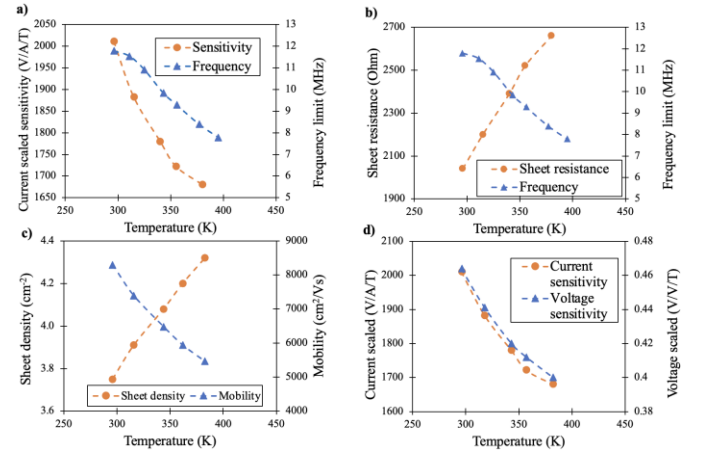 a)
2050
2000
1950
1900
1850
1800
1750
1700
1650
Current scaled sensitivity (V/A/T)
13
12
11
10
9
8
7
6
5
Frequency limit (MHz)
Sensitivity
Frequency
250
300
350
400
450
Temperature (K)
b)
2700
2500
2300
2100
1900
Sheet resistance (Ohm)
13
12
11
10
9
8
7
6
5
Frequency limit (MHz)
Sheet resistance
Frequency
250
300
350
400
450
Temperature (K)
c)
4.4
4.2
4.0
3.8
3.6
Sheet density (cm-2)
9000
8000
7000
6000
5000
4000
Mobility (cm2/Vs)
Sheet density
Mobility
250
300
350
400
450
Temperature (K)
d)
2100
2000
1900
1800
1700
1600
Current scaled (V/A/T)
0.48
0.46
0.44
0.42
0.4
0.38
Voltage scaled (V/V/T)
Current
sensitivity
Voltage
sensitivity
250
300
350
400
450
Temperature (K)